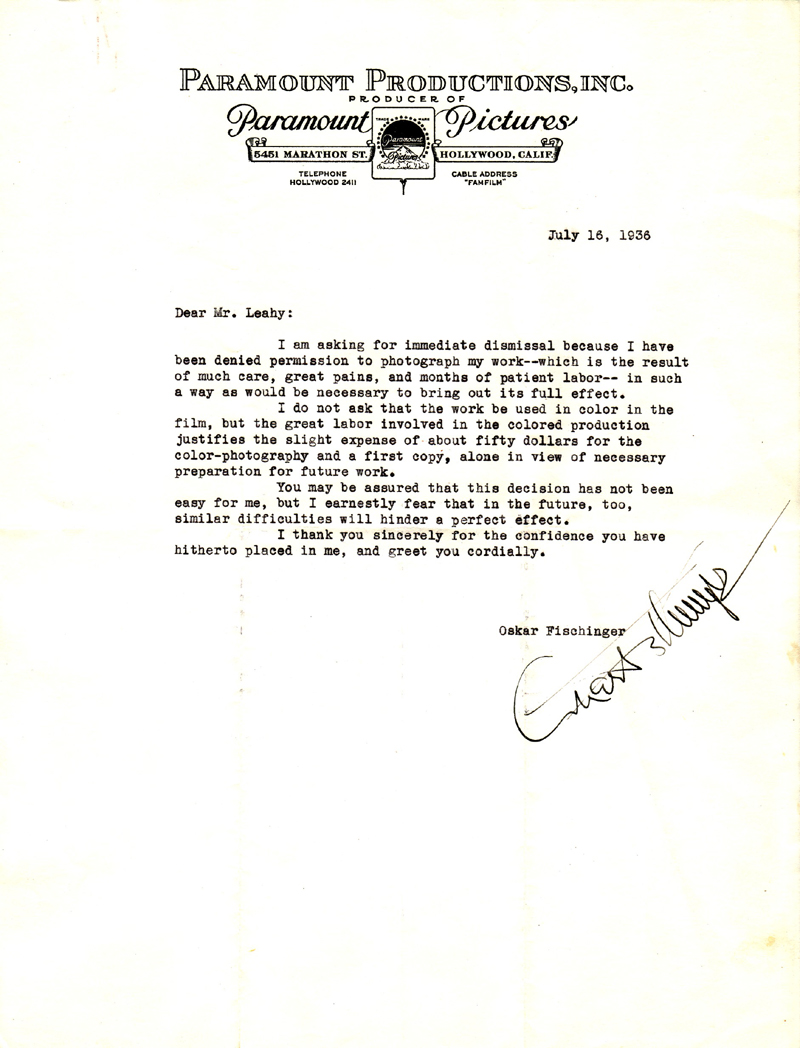 PARAMOUNT PRODUCTIONS, INC.
PRODUCER OF
Paramount Pictures
TRADE MARK
Paramount
Pictures
5451 MARATHON ST. HOLLYWOOD, CALIF.
TELEPHONE
HOLLYWOOD 2411
CABLE ADDRESS
"FAMFILM"
July 16, 1936
Dear Mr. Leahy:
I am asking for immediate dismissal because I have
been denied permission to photograph my work--which is the result
of much care, great pains, and months of patient labor-- in such
a way as would be necessary to bring out its full effect.
I do not ask that the work be used in color in the
film, but the great labor involved in the colored production
justifies the slight expense of about fifty dollars for the
color-photography and a first copy, alone in view of necessary
preparation for future work.
You may be assured that this decision has not been
easy for me, but I earnestly fear that in the future, too,
similar difficulties will hinder a perfect effect.
I thank you sincerely for the confidence you have
hitherto placed in me, and greet you cordially.
Oskar Fischinger